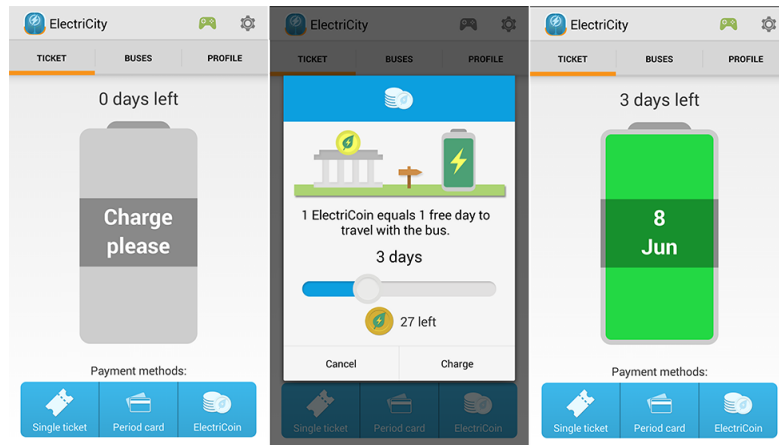 ElectriCity
TICKET BUSES PROFILE
0 days left
Charge
please
Payment methods:
Single ticket Period card ElectriCoin
ElectriCity
TICKET BUSES PROFILE
1 ElectriCoin equals 1 free day to
travel with the bus.
3 days
27 left
Cancel Charge
Single ticket Period card ElectriCoin
ElectriCity
TICKET BUSES PROFILE
3 days left
8
Jun
Payment methods:
Single ticket Period card ElectriCoin